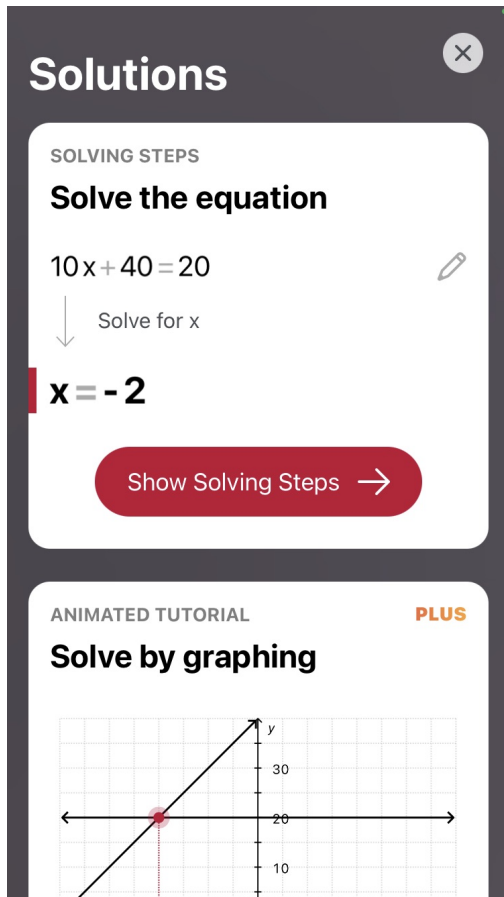 Solutions
SOLVING STEPS
Solve the equation
10x+40=20
Solve for x
x=-2
Show Solving Steps
ANIMATED TUTORIAL PLUS
Solve by graphing
y
30
20
10